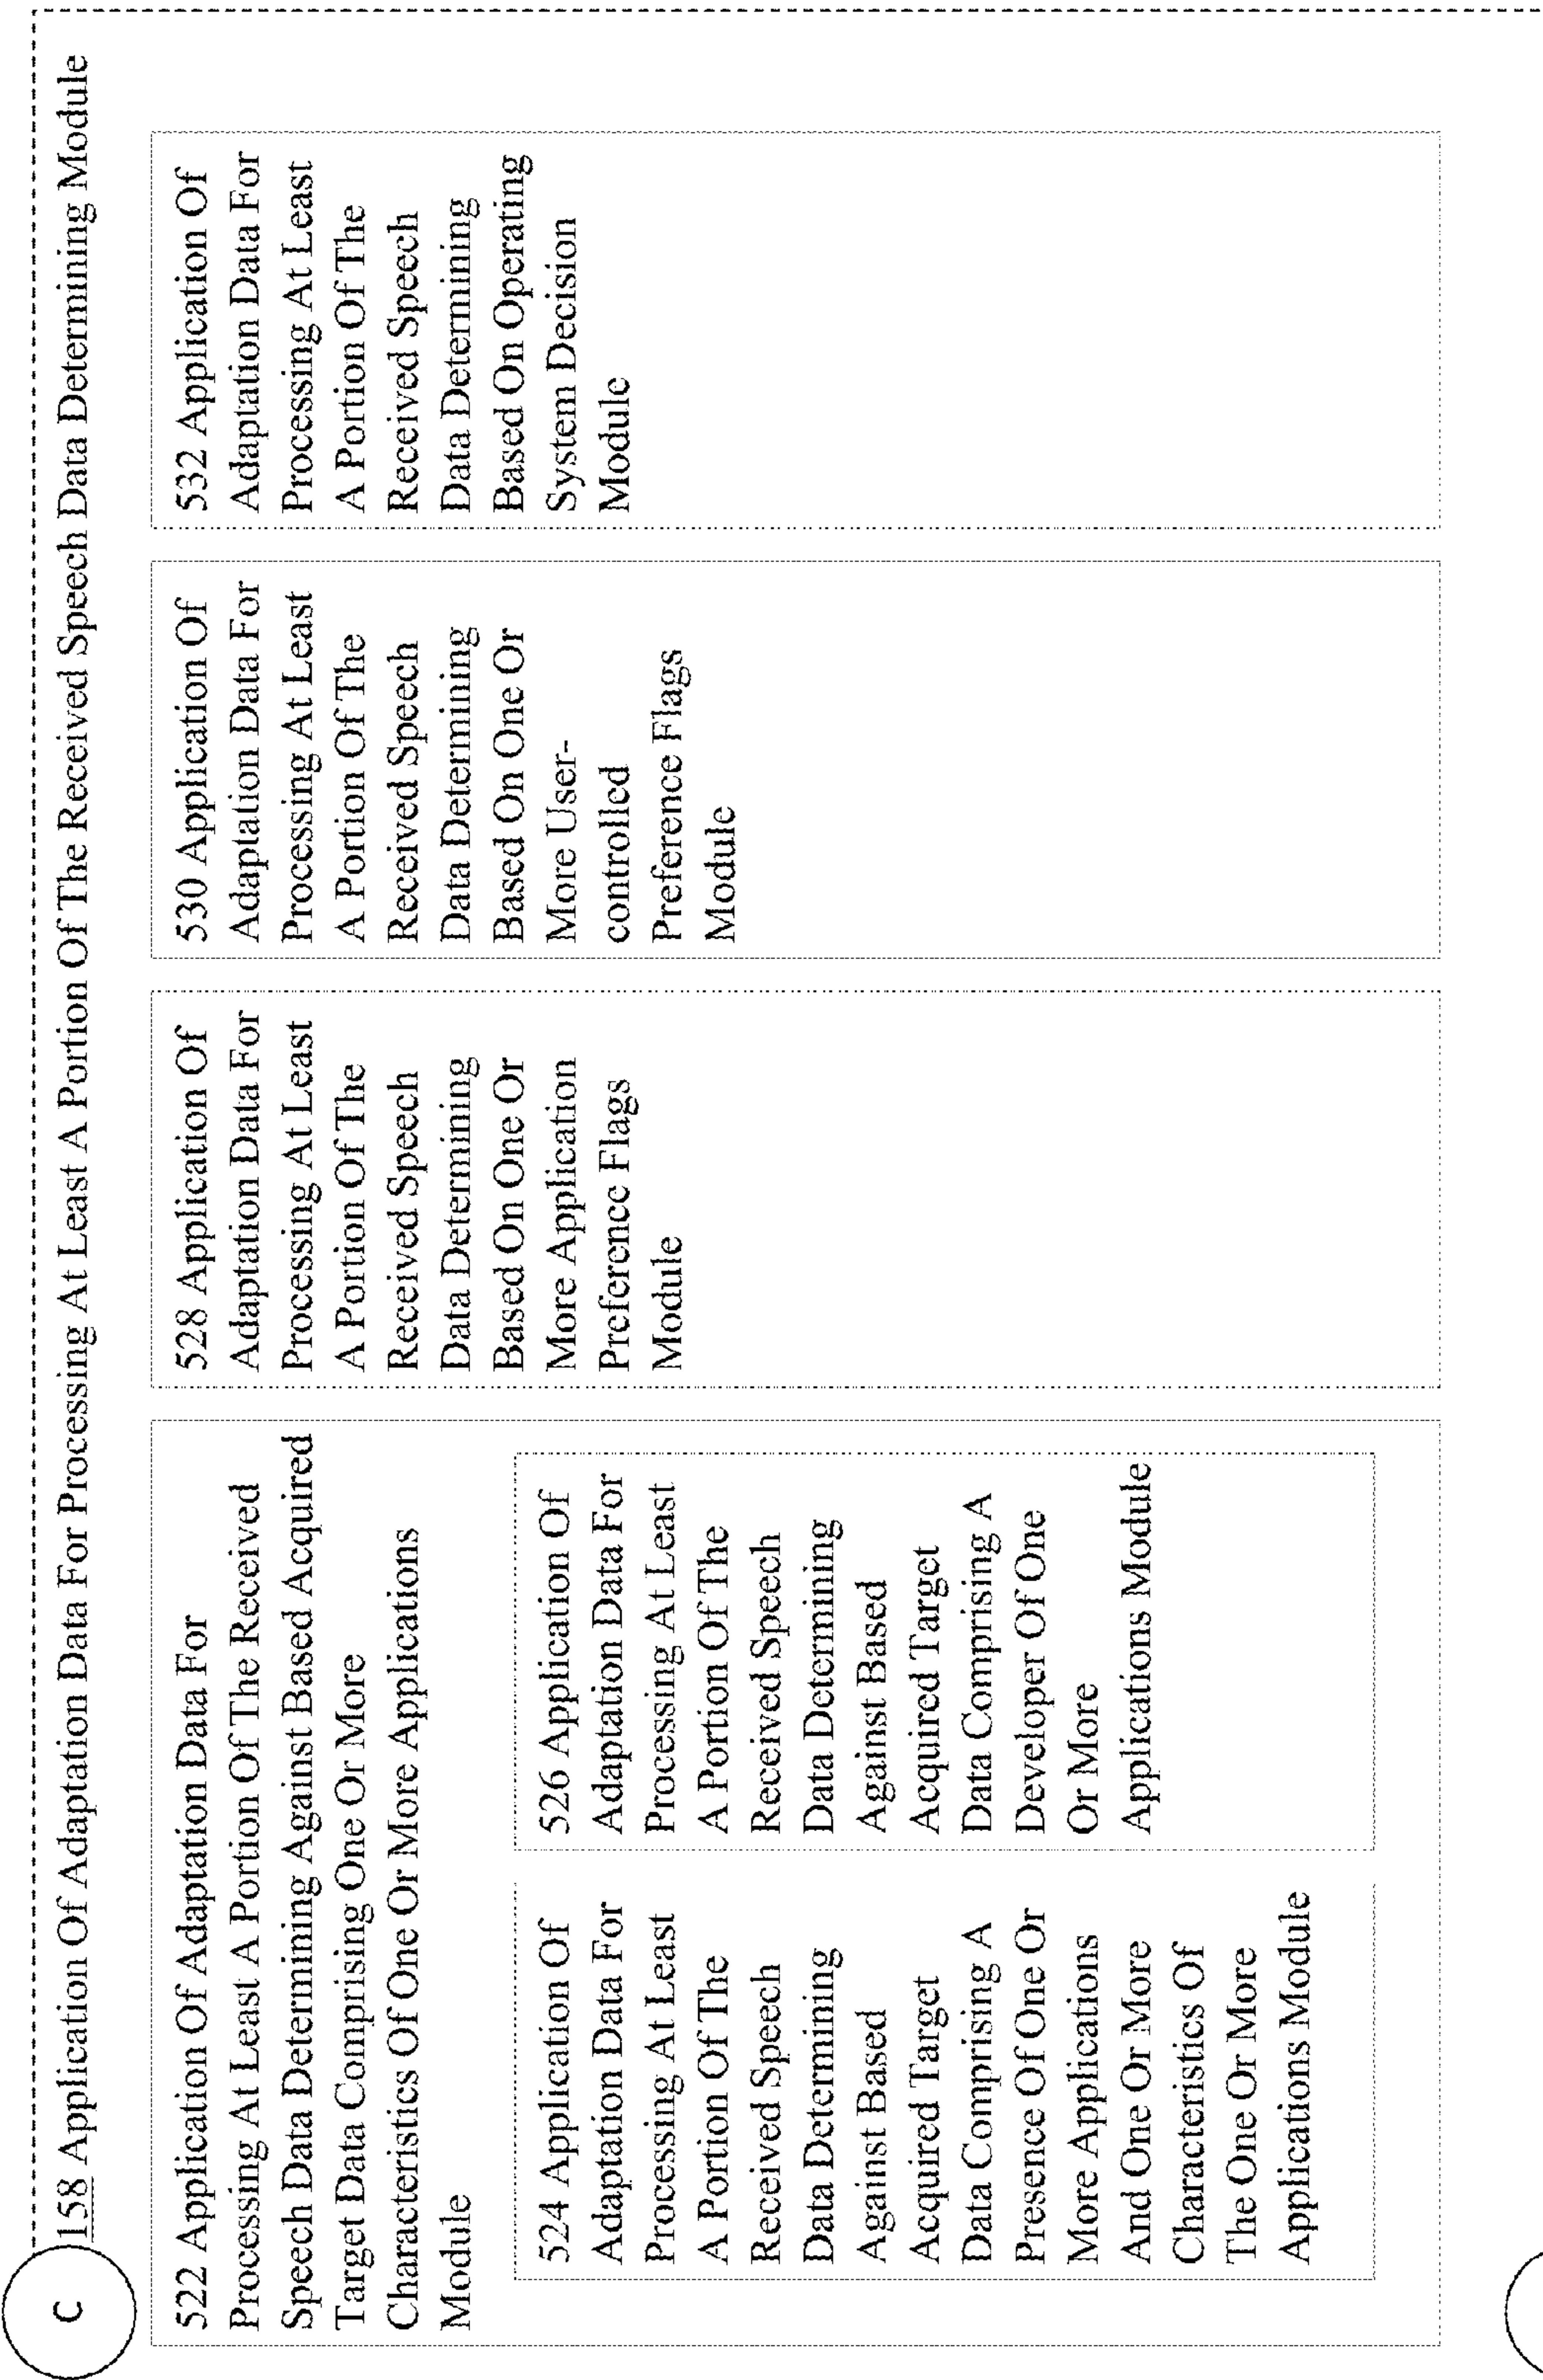 C
158 Application Of Adaptation Data For Processing At Least A Portion Of The Received Speech Data Determining Module
522 Application Of Adaptation Data For
Processing At Least A Portion Of The Received
Speech Data Determining Against Based Acquired
Target Data Comprising One Or More
Characteristics Of One Or More Applications
Module
524 Application Of
Adaptation Data For
Processing At Least
A Portion Of The
Received Speech
Data Determining
Against Based
Acquired Target
Data Comprising A
Presence Of One Or
More Applications
And One Or More
Characteristics Of
The One Or More
Applications Module
526 Application Of
Adaptation Data For
Processing At Least
A Portion Of The
Received Speech
Data Determining
Against Based
Acquired Target
Data Comprising A
Developer Of One
Or More
Applications Module
528 Application Of
Adaptation Data For
Processing At Least
A Portion Of The
Received Speech
Data Determining
Based On One Or
More Application
Preference Flags
Module
530 Application Of
Adaptation Data For
Processing At Least
A Portion Of The
Received Speech
Data Determining
Based On One Or
More User-
controlled
Preference Flags
Module
532 Application Of
Adaptation Data For
Processing At Least
A Portion Of The
Received Speech
Data Determining
Based On Operating
System Decision
Module